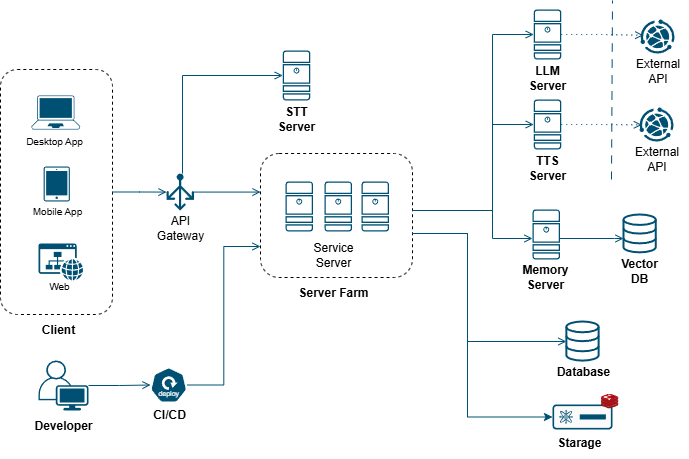 STT
Server
LLM
Server
External
API
TTS
Server
External
API
Desktop App
Mobile App
Web
Client
API
Gateway
Service
Server
Server Farm
Memory
Server
Vector
DB
Developer
deploy
CI/CD
Database
Starage